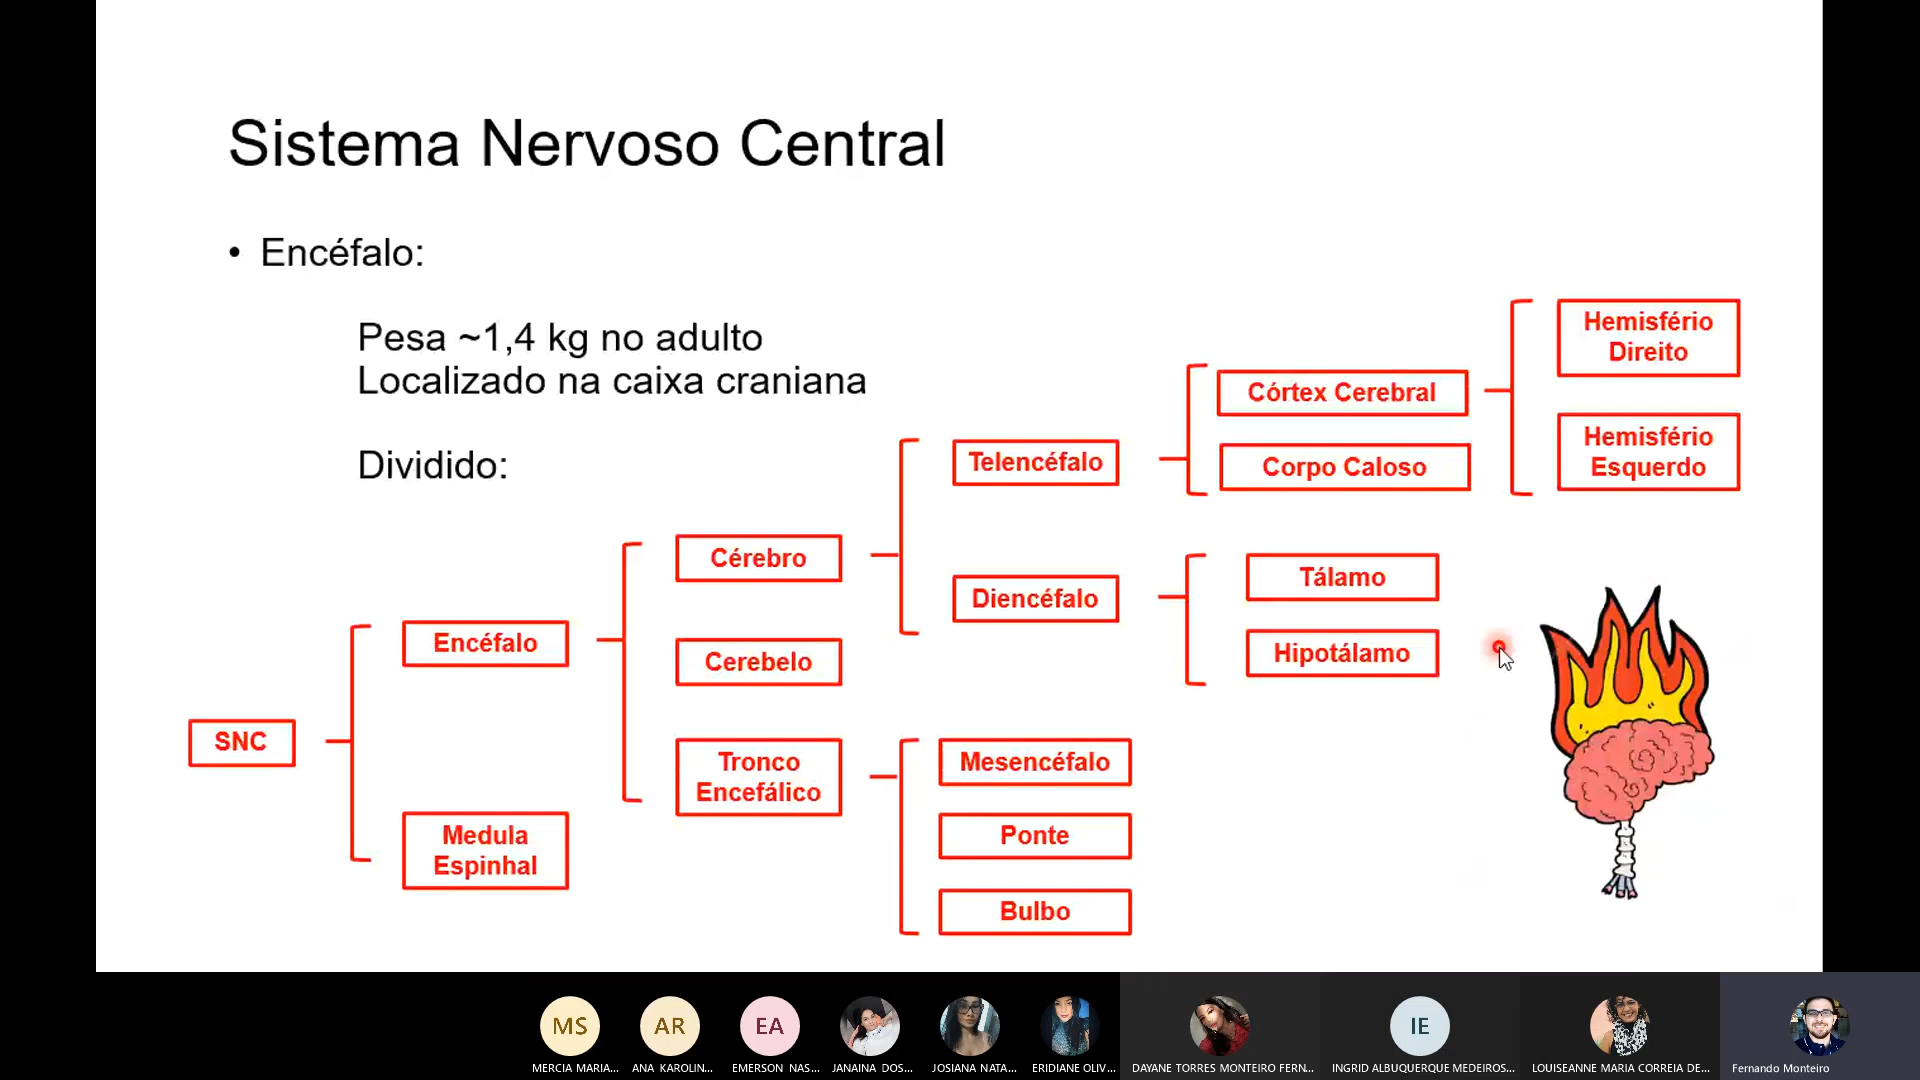 Sistema Nervoso Central
• Encéfalo:
Pesa ~1,4 kg no adulto
Localizado na caixa craniana
Dividido:
SNC
Encéfalo
Medula
Espinhal
Cérebro
Cerebelo
Tronco
Encefálico
Telencéfalo
Diencéfalo
Mesencéfalo
Ponte
Bulbo
Córtex Cerebral
Corpo Caloso
Tálamo
Hipotálamo
Hemisfério
Direito
Hemisfério
Esquerdo
MS
AR
EA
IE
MERCIA MARIA...
ANA KAROLIN...
EMERSON NAS...
JANAINA DOS...
JOSIANA NATA...
ERIDIANE OLIV...
DAYANE TORRES MONTEIRO FERN...
INGRID ALBUQUERQUE MEDEIROS...
LOUISEANNE MARIA CORREIA DE...
Fernando Monteiro